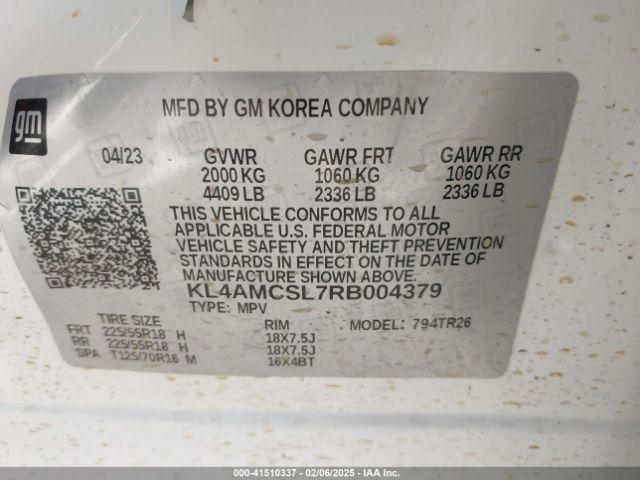 gm
MFD BY GM KOREA COMPANY
04/23 GVWR GAWR FRT GAWR RR
2000 KG 1060 KG 1060 KG
4409 LB 2336 LB 2336 LB
THIS VEHICLE CONFORMS TO ALL
APPLICABLE U.S. FEDERAL MOTOR
VEHICLE SAFETY AND THEFT PREVENTION
STANDARDS IN EFFECT ON THE DATE OF
MANUFACTURE SHOWN ABOVE.
KL4AMCSL7RB004379
TYPE: MPV
TIRE SIZE RIM MODEL: 794TR26
FRT 225/55R18 H 18X7.5J
RR 225/55R18 H 18X7.5J
SPA T125/70R16 M 16X4BT
000-41510337 - 02/06/2025 - IAA Inc.